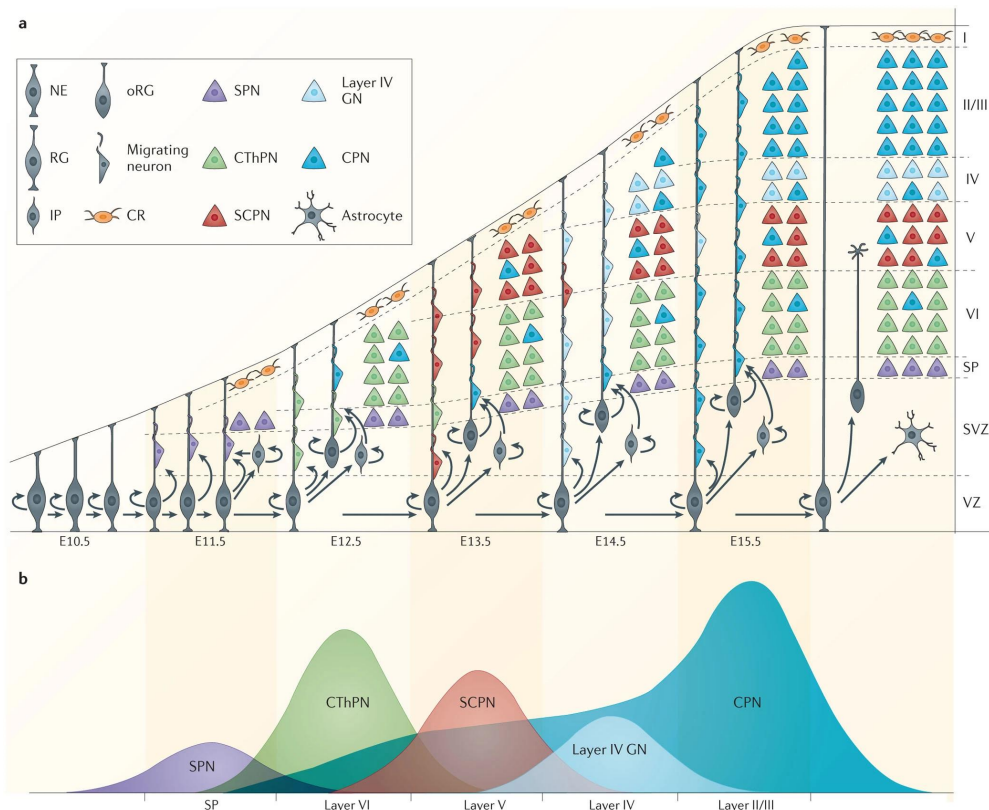 a
NE
oRG
SPN
Layer IV
GN
RG
Migrating
neuron
CThPN
CPN
IP
CR
SCPN
Astrocyte
I
II/III
IV
V
VI
SP
SVZ
VZ
E10.5 E11.5 E12.5 E13.5 E14.5 E15.5
b
CThPN
SCPN
CPN
Layer IV GN
SPN
SP Layer VI Layer V Layer IV Layer II/III